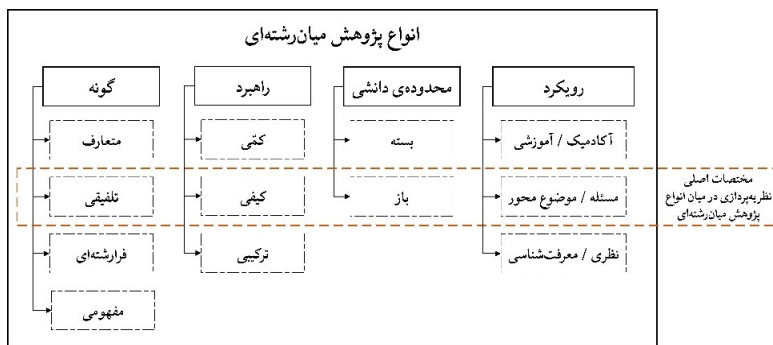 انواع پژوهش میان‌رشته‌ای
رویکرد
محدوده‌ی دانشی
راهبرد
گونه
آکادمیک / آموزشی
بسته
کمّی
متعارف
مسئله / موضوع محور
باز
کیفی
تلفیقی
نظری / معرفت‌شناسی
ترکیبی
فرارشته‌ای
مفهومی
مختصات اصلی
نظریه‌پردازی در میان انواع
پژوهش میان‌رشته‌ای